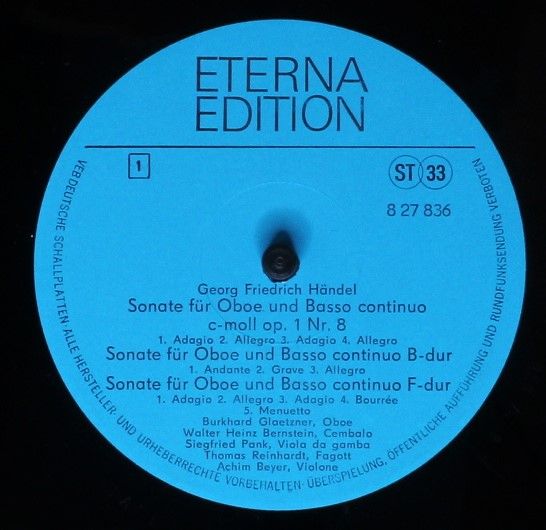 ETERNA
EDITION
1
ST 33
8 27 836
Georg Friedrich Händel
Sonate für Oboe und Basso continuo
c-moll op. 1 Nr. 8
1. Adagio 2. Allegro 3. Adagio 4. Allegro
Sonate für Oboe und Basso continuo B-dur
1. Andante 2. Grave 3. Allegro
Sonate für Oboe und Basso continuo F-dur
1. Adagio 2. Allegro 3. Adagio 4. Bourrée
5. Menuetto
Burkhard Glaetzner, Oboe
Walter Heinz Bernstein, Cembalo
Siegfried Pank, Viola da gamba
Thomas Reinhardt, Fagott
Achim Beyer, Violone
VEB DEUTSCHE SCHALLPLATTEN · ALLE HERSTELLER- UND URHEBERRECHTE VORBEHALTEN · ÜBERSPIELUNG, ÖFFENTLICHE AUFFÜHRUNG UND RUNDFUNKSENDUNG VERBOTEN